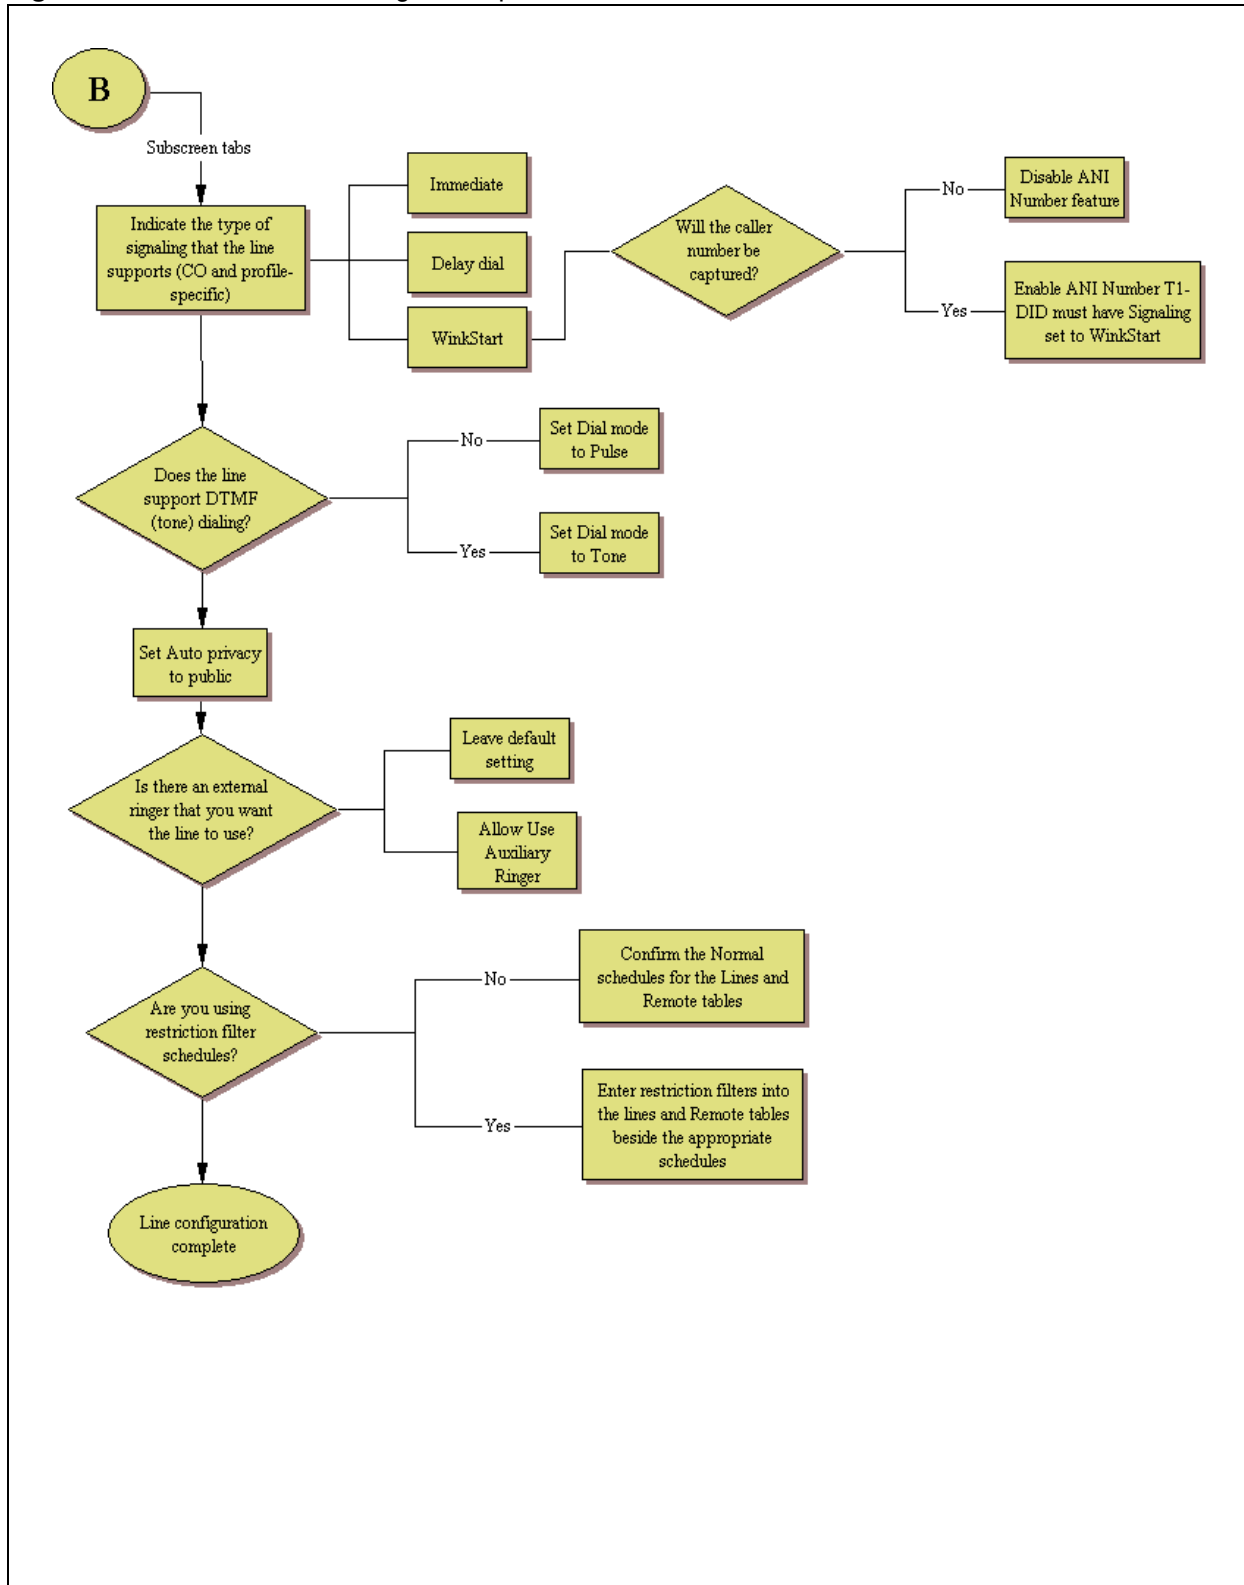 B
Subscreen tabs
Indicate the type of
signaling that the line
supports (CO and profile-
specific)
Immediate
Delay dial
WinkStart
Will the caller
number be
captured?
No
Disable ANI
Number feature
Yes
Enable ANI Number T1-
DID must have Signaling
set to WinkStart
Does the line
support DTMF
(tone) dialing?
No
Set Dial mode
to Pulse
Yes
Set Dial mode
to Tone
Set Auto privacy
to public
Is there an external
ringer that you want
the line to use?
Leave default
setting
Allow Use
Auxiliary
Ringer
Are you using
restriction filter
schedules?
No
Confirm the Normal
schedules for the Lines and
Remote tables
Yes
Enter restriction filters into
the lines and Remote tables
beside the appropriate
schedules
Line configuration
complete